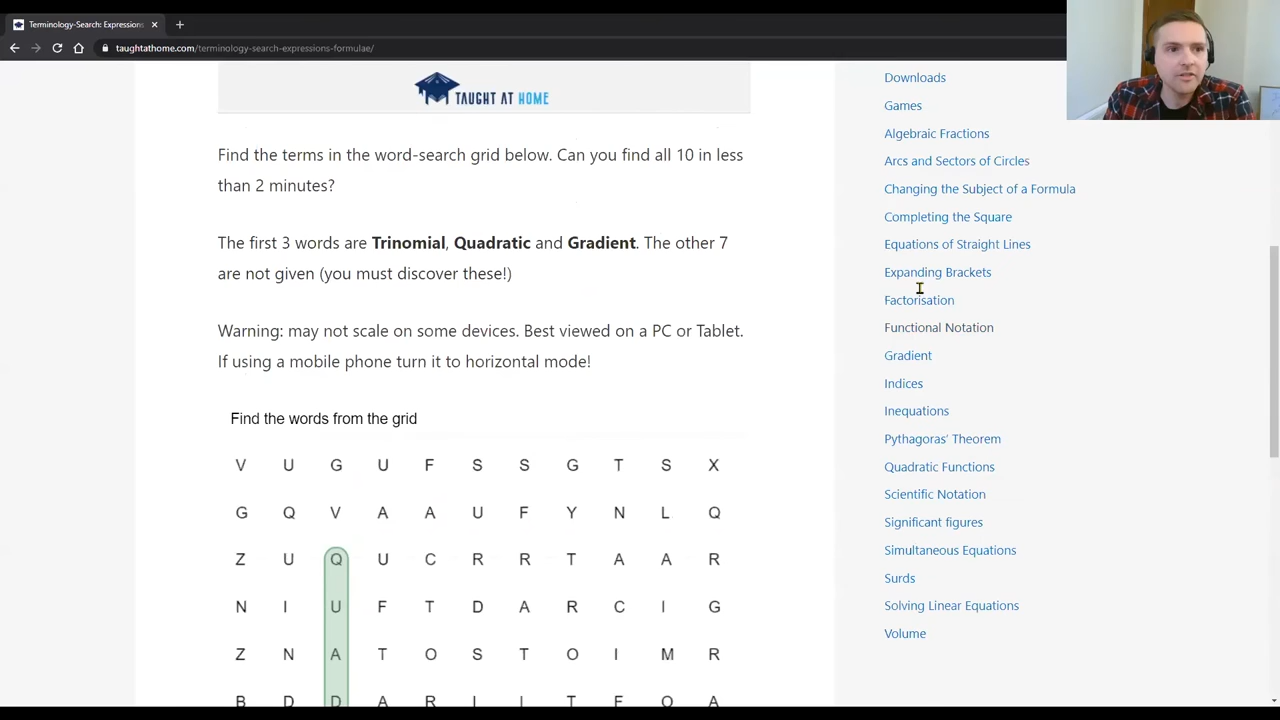 Terminology-Search: Expressions
taughtathome.com/terminology-search-expressions-formulae/
TAUGHT AT HOME
Find the terms in the word-search grid below. Can you find all 10 in less
than 2 minutes?
The first 3 words are Trinomial, Quadratic and Gradient. The other 7
are not given (you must discover these!)
Warning: may not scale on some devices. Best viewed on a PC or Tablet.
If using a mobile phone turn it to horizontal mode!
Find the words from the grid
V U G U F S S G T S X
G Q V A A U F Y N L Q
Z U Q U C R R T A A R
N I U F T D A R C I G
Z N A T O S T O I M R
B D D A R I I T F O A
Downloads
Games
Algebraic Fractions
Arcs and Sectors of Circles
Changing the Subject of a Formula
Completing the Square
Equations of Straight Lines
Expanding Brackets
Factorisation
Functional Notation
Gradient
Indices
Inequations
Pythagoras' Theorem
Quadratic Functions
Scientific Notation
Significant figures
Simultaneous Equations
Surds
Solving Linear Equations
Volume